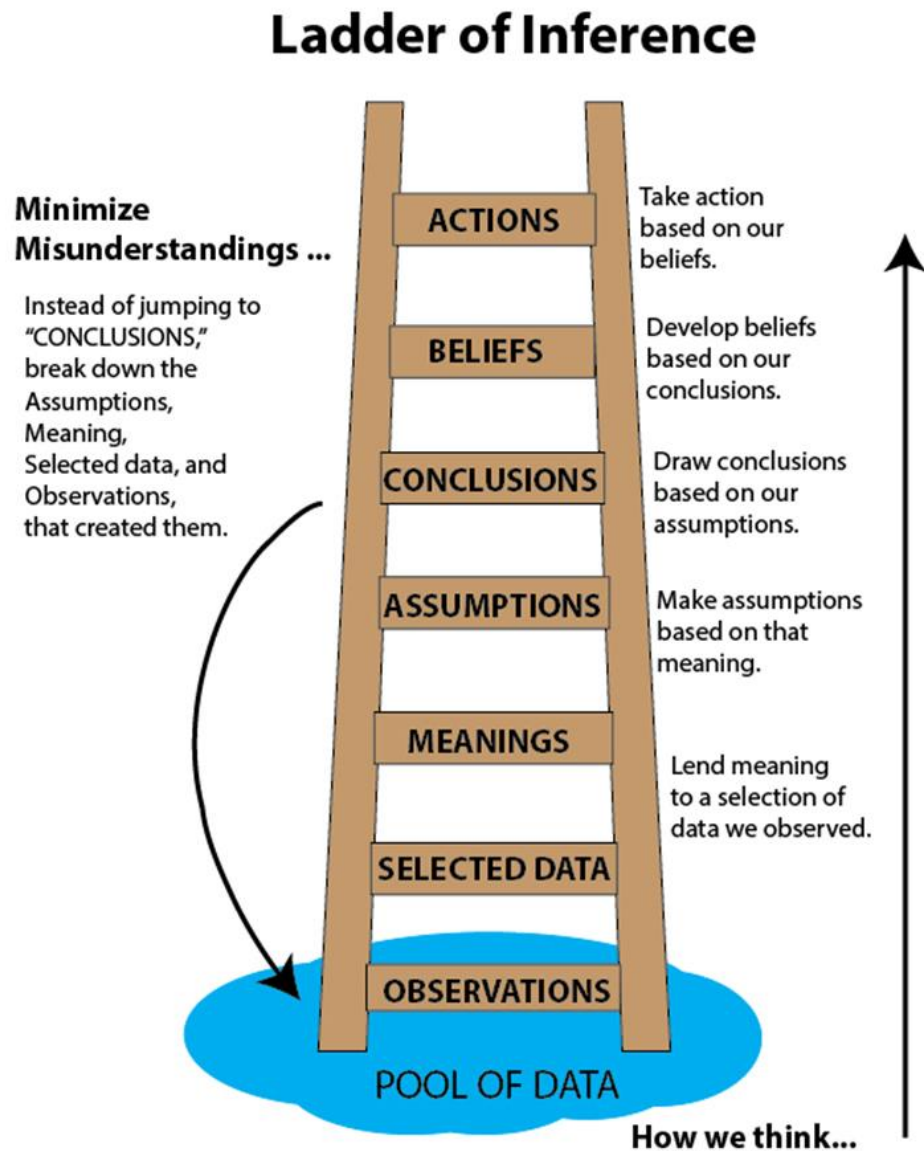 Ladder of Inference
Minimize
Misunderstandings ...
Instead of jumping to
“CONCLUSIONS,”
break down the
Assumptions,
Meaning,
Selected data, and
Observations,
that created them.
ACTIONS
Take action
based on our
beliefs.
BELIEFS
Develop beliefs
based on our
conclusions.
CONCLUSIONS
Draw conclusions
based on our
assumptions.
ASSUMPTIONS
Make assumptions
based on that
meaning.
MEANINGS
Lend meaning
to a selection of
data we observed.
SELECTED DATA
OBSERVATIONS
POOL OF DATA
How we think...